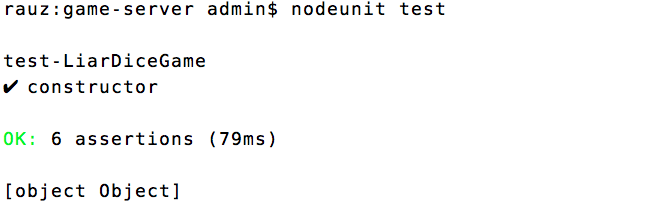 rauz:game-server admin$ nodeunit test
test-LiarDiceGame
✔ constructor
OK: 6 assertions (79ms)
[object Object]